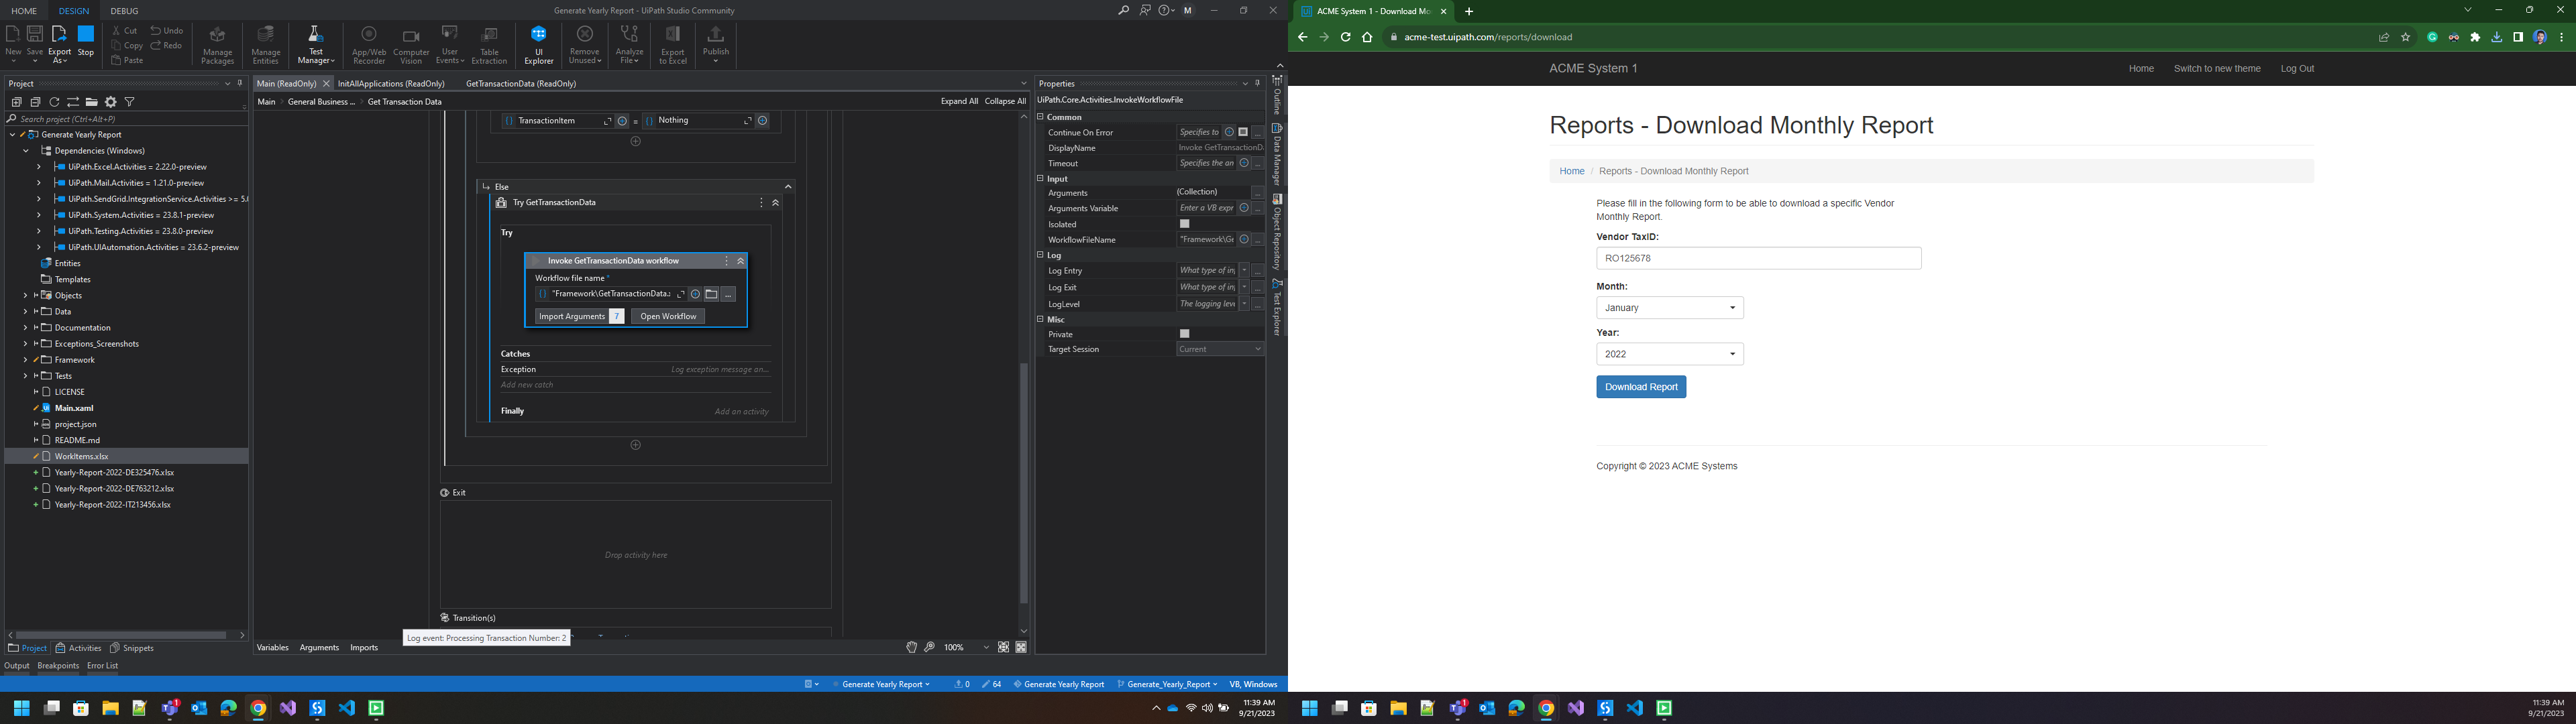 HOME DESIGN DEBUG
Generate Yearly Report - UiPath Studio Community
M
New
Save
Export As
Stop
Cut
Copy
Paste
Undo
Redo
Manage Packages
Manage Entities
Test Manager
App/Web Recorder
Computer Vision
User Events
Table Extraction
UI Explorer
Remove Unused
Analyze File
Export to Excel
Publish
Project
Search project (Ctrl+Alt+P)
Generate Yearly Report
Dependencies (Windows)
UiPath.Excel.Activities = 2.22.0-preview
UiPath.Mail.Activities = 1.21.0-preview
UiPath.SendGrid.IntegrationService.Activities >= 5.0
UiPath.System.Activities = 23.8.1-preview
UiPath.Testing.Activities = 23.8.0-preview
UiPath.UIAutomation.Activities = 23.6.2-preview
Entities
Templates
Objects
Data
Documentation
Exceptions_Screenshots
Framework
Tests
LICENSE
Main.xaml
project.json
README.md
WorkItems.xlsx
Yearly-Report-2022-DE325476.xlsx
Yearly-Report-2022-DE763212.xlsx
Yearly-Report-2022-IT213456.xlsx
Project Activities Snippets
Output Breakpoints Error List
Main (ReadOnly) InitAllApplications (ReadOnly) GetTransactionData (ReadOnly)
Main > General Business ... > Get Transaction Data
Expand All Collapse All
TransactionItem = Nothing
Else
Try GetTransactionData
Try
Invoke GetTransactionData workflow
Workflow file name *
"Framework\GetTransactionData.x
Import Arguments 7 Open Workflow
Catches
Exception Log exception message an...
Add new catch
Finally Add an activity
Exit
Drop activity here
Transition(s)
Log event: Processing Transaction Number: 2
Variables Arguments Imports
100%
Properties
UiPath.Core.Activities.InvokeWorkflowFile
Common
Continue On Error Specifies to
DisplayName Invoke GetTransactionDa
Timeout Specifies the an
Input
Arguments (Collection)
Arguments Variable Enter a VB expr
Isolated
WorkflowFileName "Framework\Ge
Log
Log Entry What type of in
Log Exit What type of in
LogLevel The logging lev
Misc
Private
Target Session Current
Outline
Data Manager
Object Repository
Test Explorer
Generate Yearly Report
0
64
Generate Yearly Report
Generate_Yearly_Report
VB, Windows
11:39 AM
9/21/2023
ACME System 1 - Download Mo
acme-test.uipath.com/reports/download
ACME System 1
Home Switch to new theme Log Out
Reports - Download Monthly Report
Home / Reports - Download Monthly Report
Please fill in the following form to be able to download a specific Vendor
Monthly Report.
Vendor TaxID:
RO125678
Month:
January
Year:
2022
Download Report
Copyright © 2023 ACME Systems
11:39 AM
9/21/2023